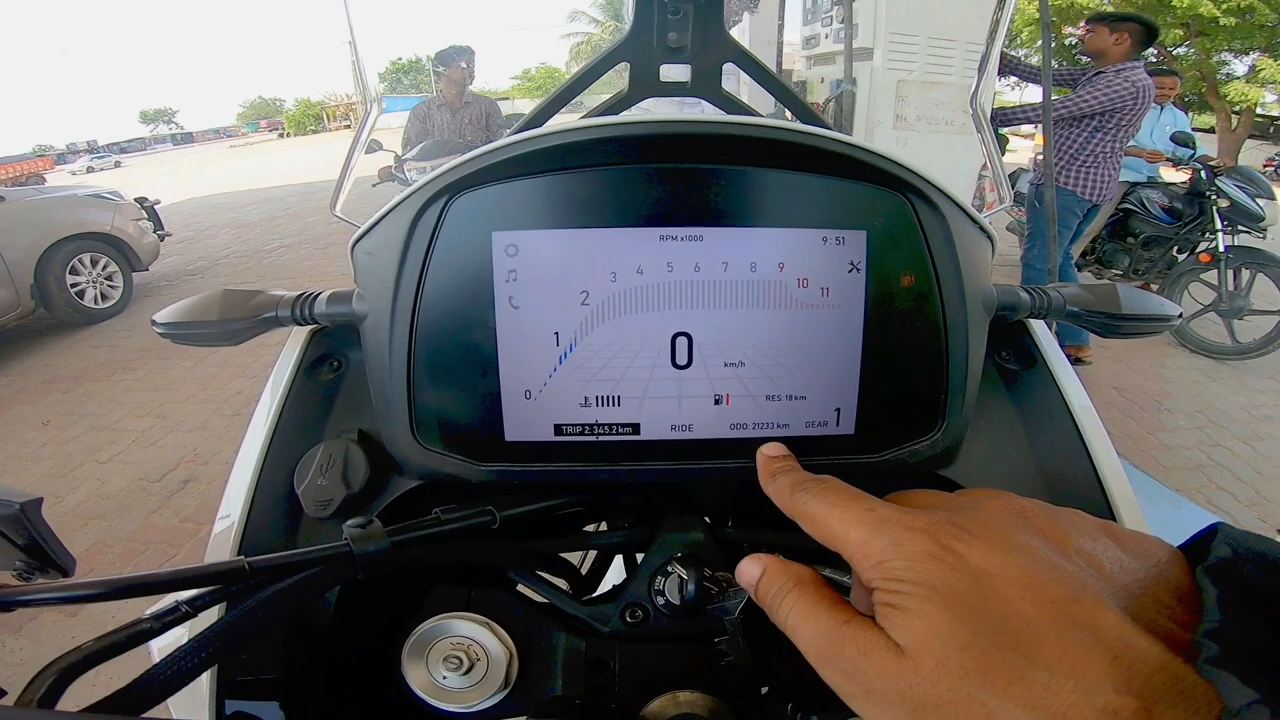 RPM x1000
9:51
0 1 2 3 4 5 6 7 8 9 10 11
0
km/h
RES: 18 km
TRIP 2: 345.2 km
RIDE
ODO: 21233 km
GEAR 1